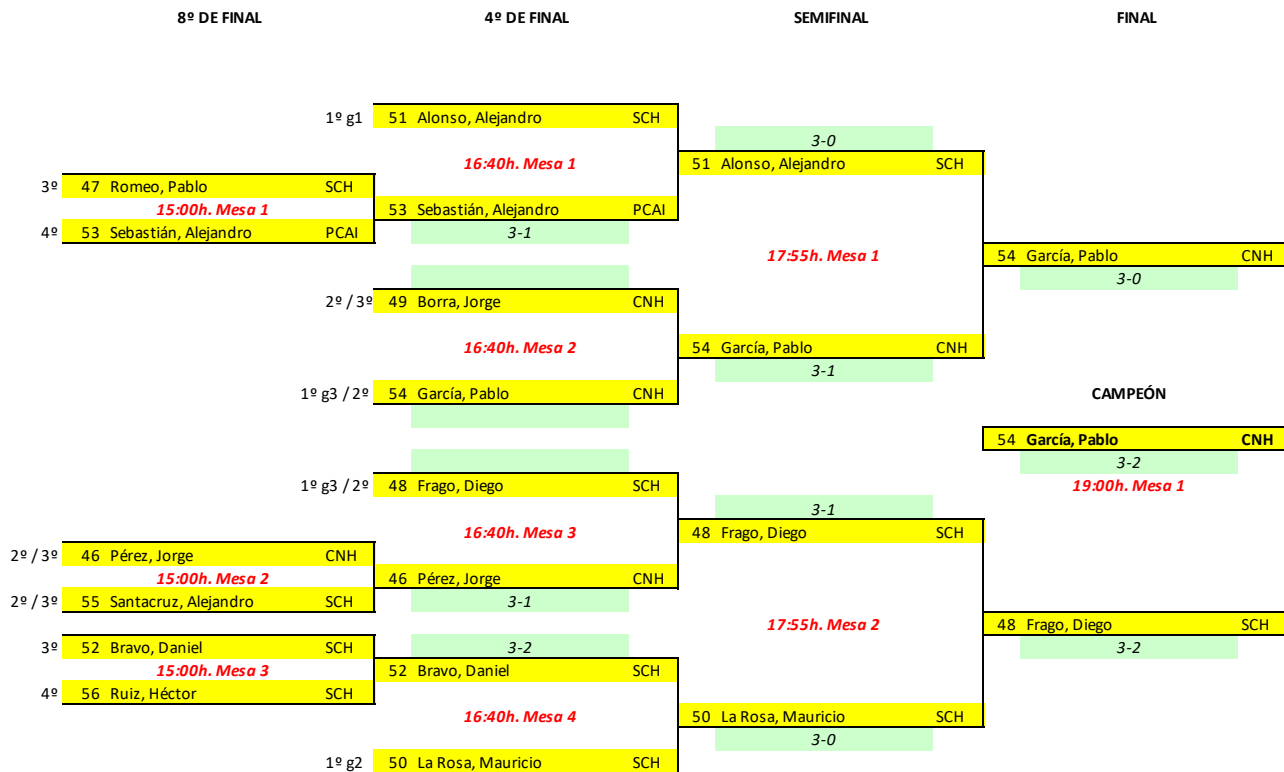 8º DE FINAL 4º DE FINAL SEMIFINAL FINAL
1º g1 51 Alonso, Alejandro SCH
3-0
16:40h. Mesa 1 51 Alonso, Alejandro SCH
3º 47 Romeo, Pablo SCH
15:00h. Mesa 1 53 Sebastián, Alejandro PCAI
4º 53 Sebastián, Alejandro PCAI 3-1
17:55h. Mesa 1 54 García, Pablo CNH
3-0
2º / 3º 49 Borra, Jorge CNH
16:40h. Mesa 2 54 García, Pablo CNH
3-1
1º g3 / 2º 54 García, Pablo CNH CAMPEÓN
54 García, Pablo CNH
3-2
1º g3 / 2º 48 Frago, Diego SCH 19:00h. Mesa 1
3-1
16:40h. Mesa 3 48 Frago, Diego SCH
2º / 3º 46 Pérez, Jorge CNH
15:00h. Mesa 2 46 Pérez, Jorge CNH
2º / 3º 55 Santacruz, Alejandro SCH 3-1
17:55h. Mesa 2 48 Frago, Diego SCH
3º 52 Bravo, Daniel SCH 3-2 3-2
15:00h. Mesa 3 52 Bravo, Daniel SCH
4º 56 Ruiz, Héctor SCH
16:40h. Mesa 4 50 La Rosa, Mauricio SCH
3-0
1º g2 50 La Rosa, Mauricio SCH